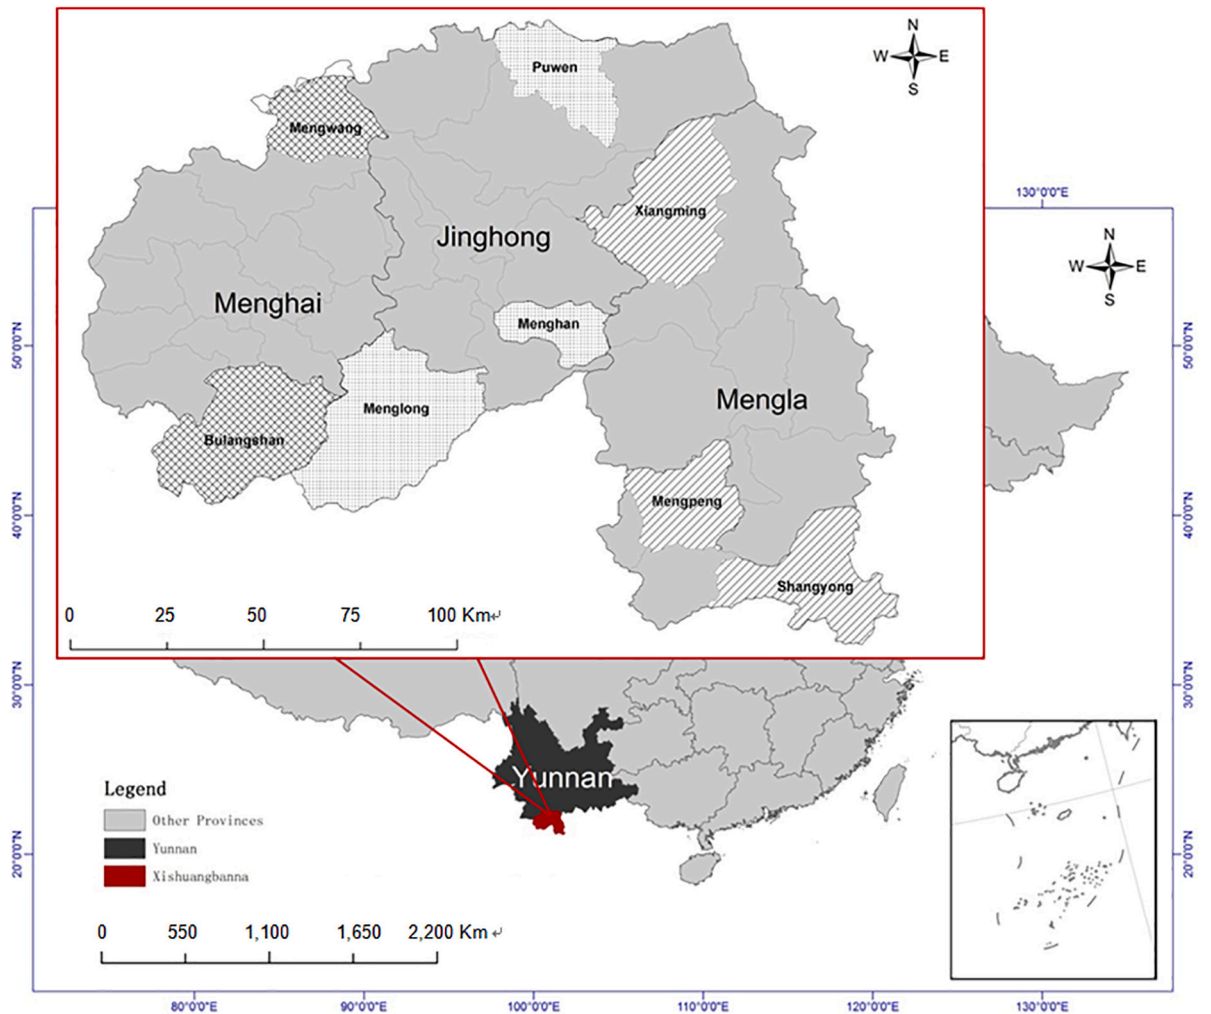 N
W E
S
Puwen
Mengwang
Xiangming
Jinghong
Menghai
Menghan
Mengla
Menglong
Bulangshan
Mengpeng
Shangyong
0 25 50 75 100 Km
130°0'0"E
N
W E
S
50°0'0"N
50°0'0"N
40°0'0"N
40°0'0"N
30°0'0"N
30°0'0"N
20°0'0"N
20°0'0"N
Yunnan
Legend
Other Provinces
Yunnan
Xishuangbanna
0 550 1,100 1,650 2,200 Km
80°0'0"E 90°0'0"E 100°0'0"E 110°0'0"E 120°0'0"E 130°0'0"E